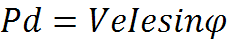 Pd = VeIesinφ